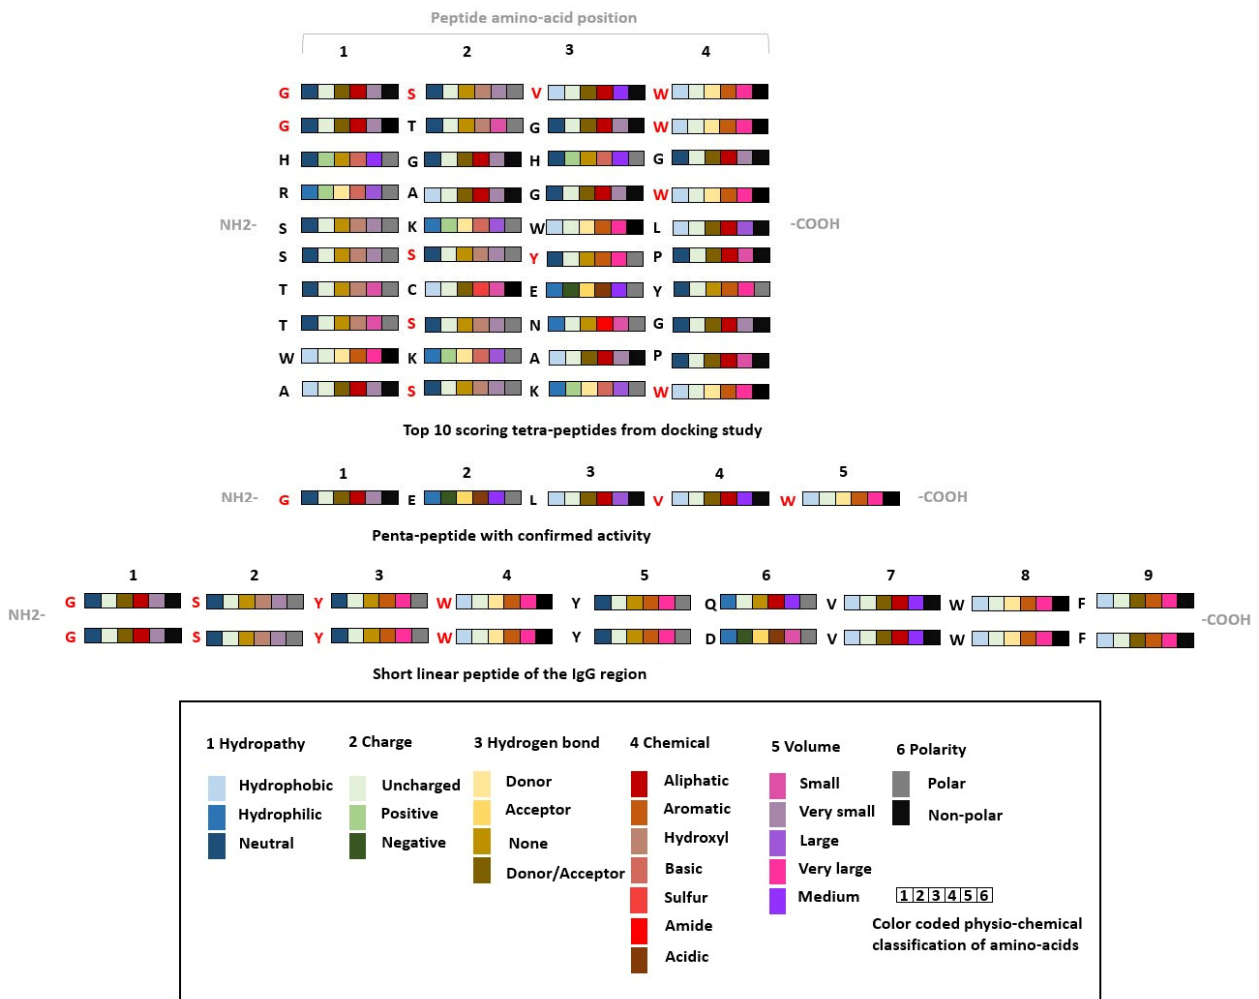 Peptide amino-acid position
1 2 3 4
G S V W
G T G W
H G H G
R A G W
NH2- S K W L -COOH
S S Y P
T C E Y
T S N G
W K A P
A S K W
Top 10 scoring tetra-peptides from docking study
1 2 3 4 5
NH2- G E L V W -COOH
Penta-peptide with confirmed activity
1 2 3 4 5 6 7 8 9
NH2- G S Y W Y Q V W F -COOH
G S Y W Y D V W F
Short linear peptide of the IgG region
1 Hydropathy
Hydrophobic
Hydrophilic
Neutral
2 Charge
Uncharged
Positive
Negative
3 Hydrogen bond
Donor
Acceptor
None
Donor/Acceptor
4 Chemical
Aliphatic
Aromatic
Hydroxyl
Basic
Sulfur
Amide
Acidic
5 Volume
Small
Very small
Large
Very large
Medium
6 Polarity
Polar
Non-polar
1 2 3 4 5 6
Color coded physio-chemical
classification of amino-acids